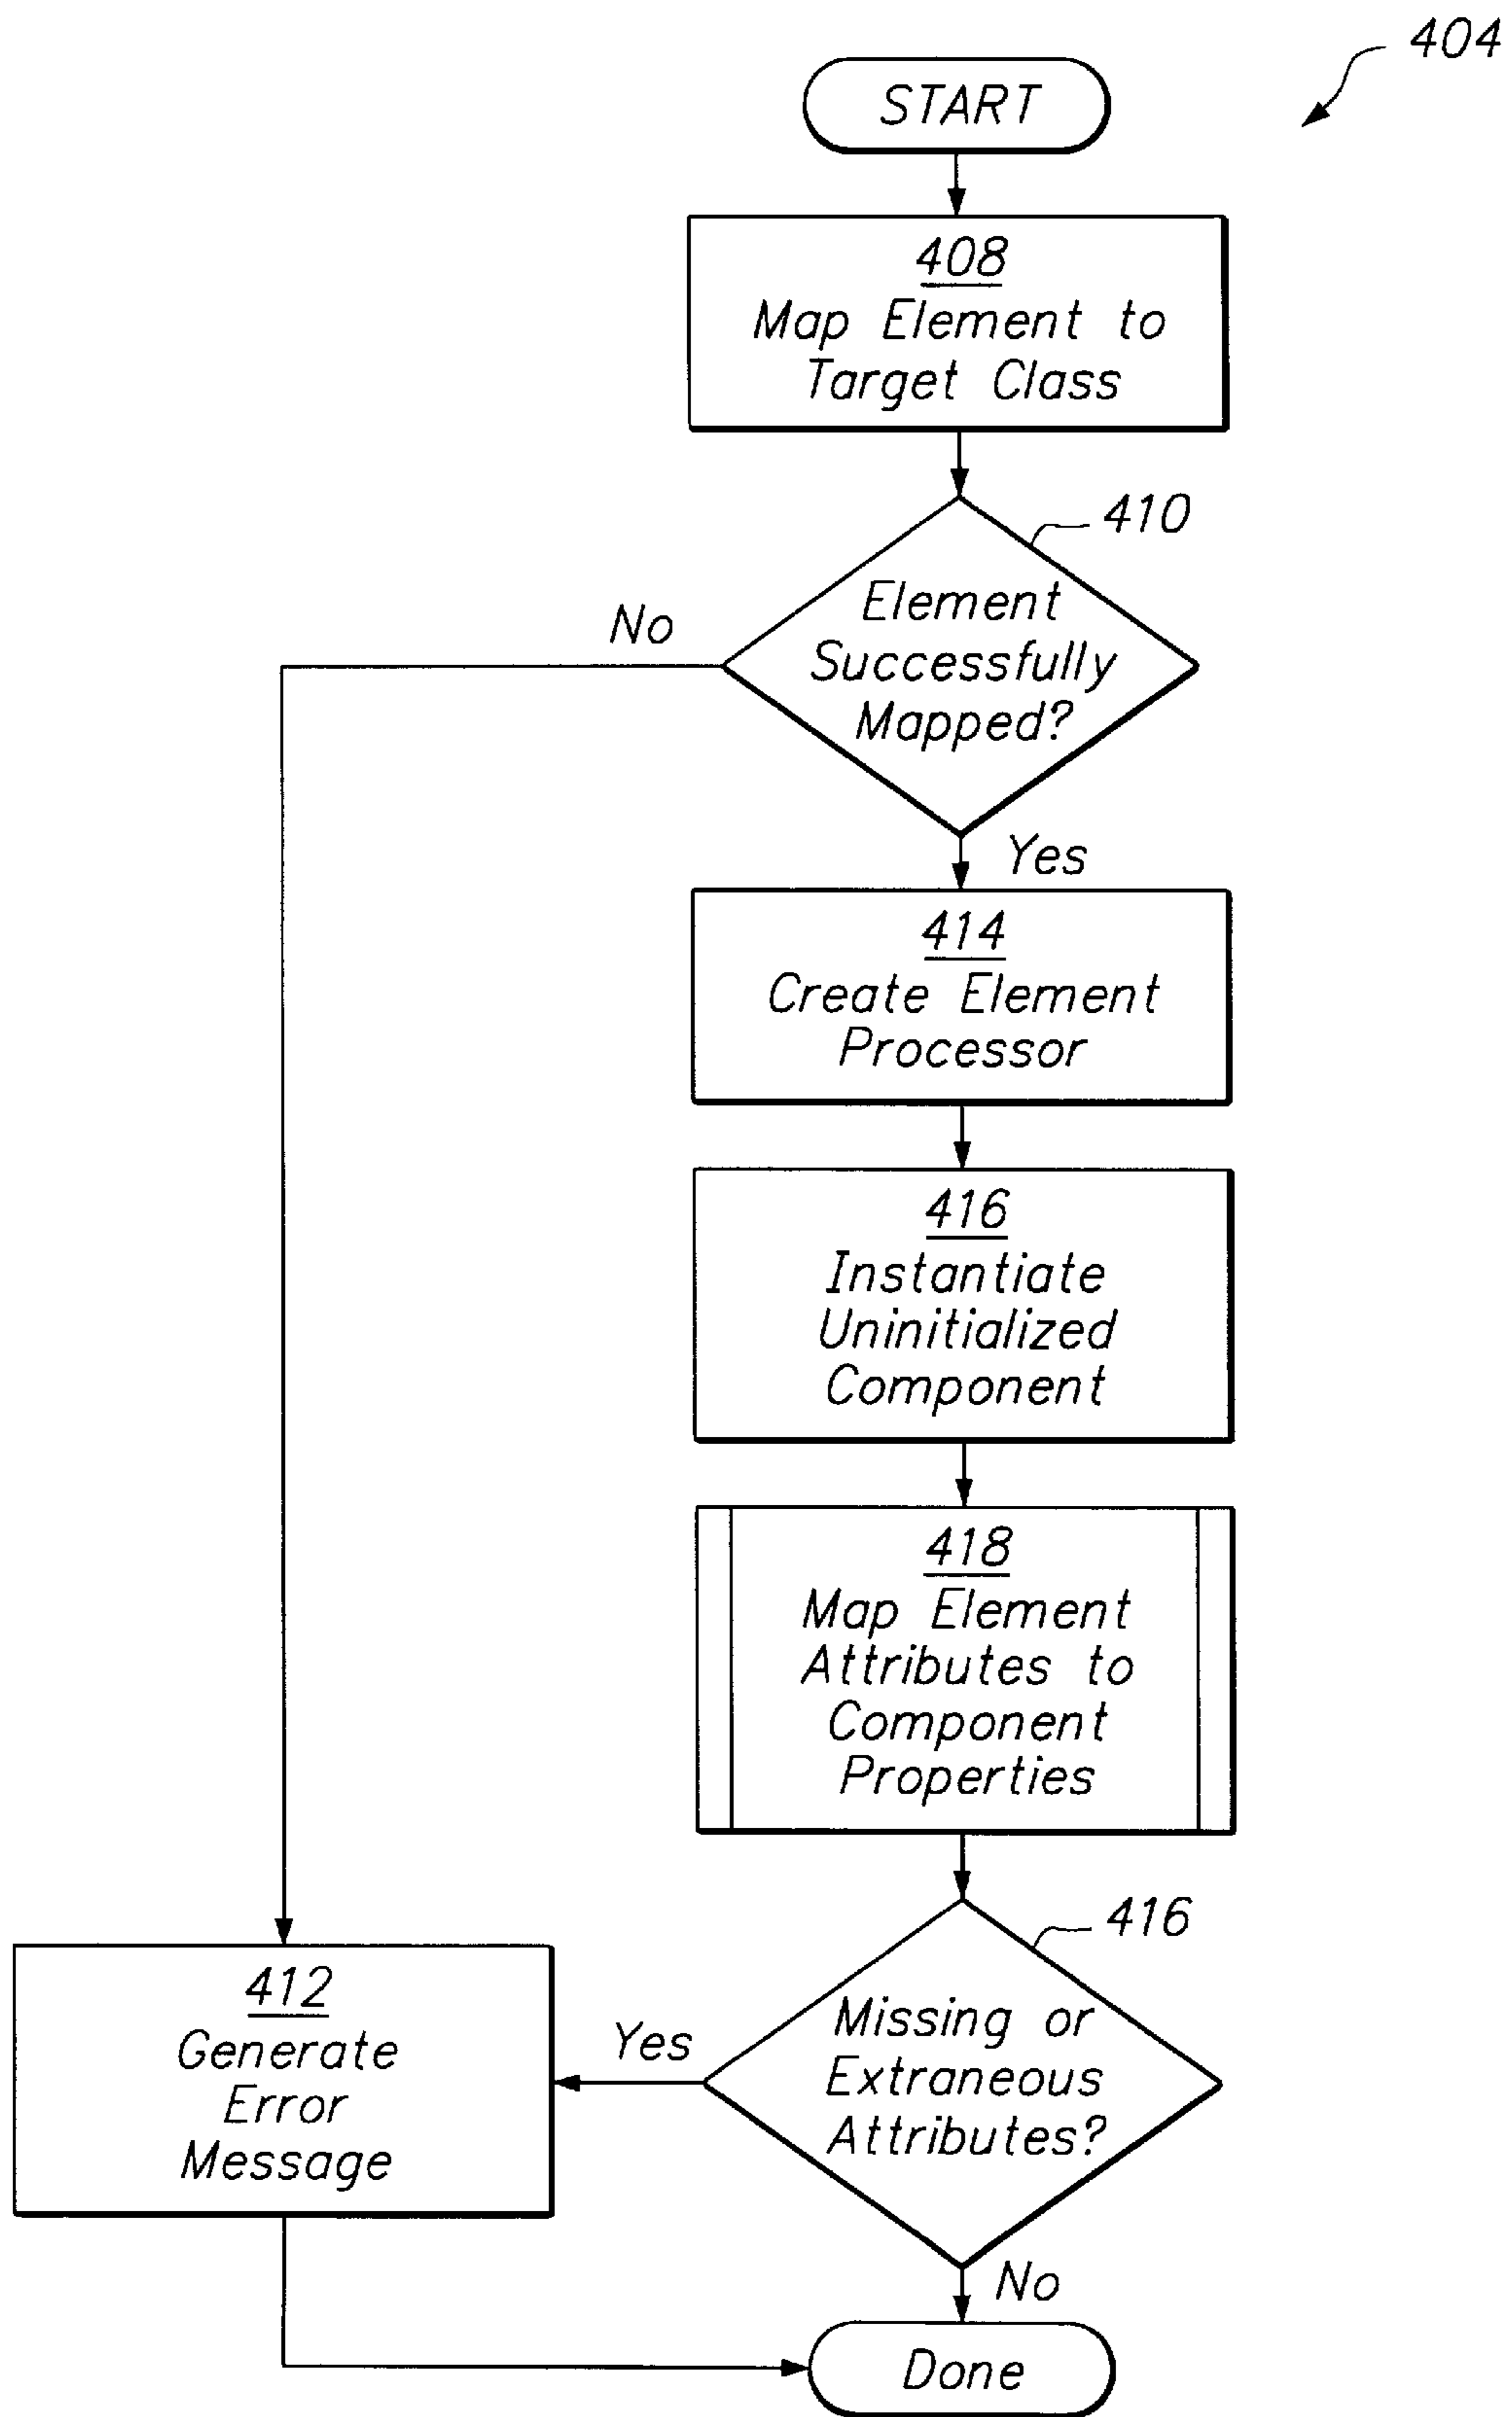 404
START
408
Map Element to
Target Class
410
Element
Successfully
Mapped?
No
Yes
414
Create Element
Processor
416
Instantiate
Uninitialized
Component
418
Map Element
Attributes to
Component
Properties
416
Missing or
Extraneous
Attributes?
Yes
412
Generate
Error
Message
No
Done